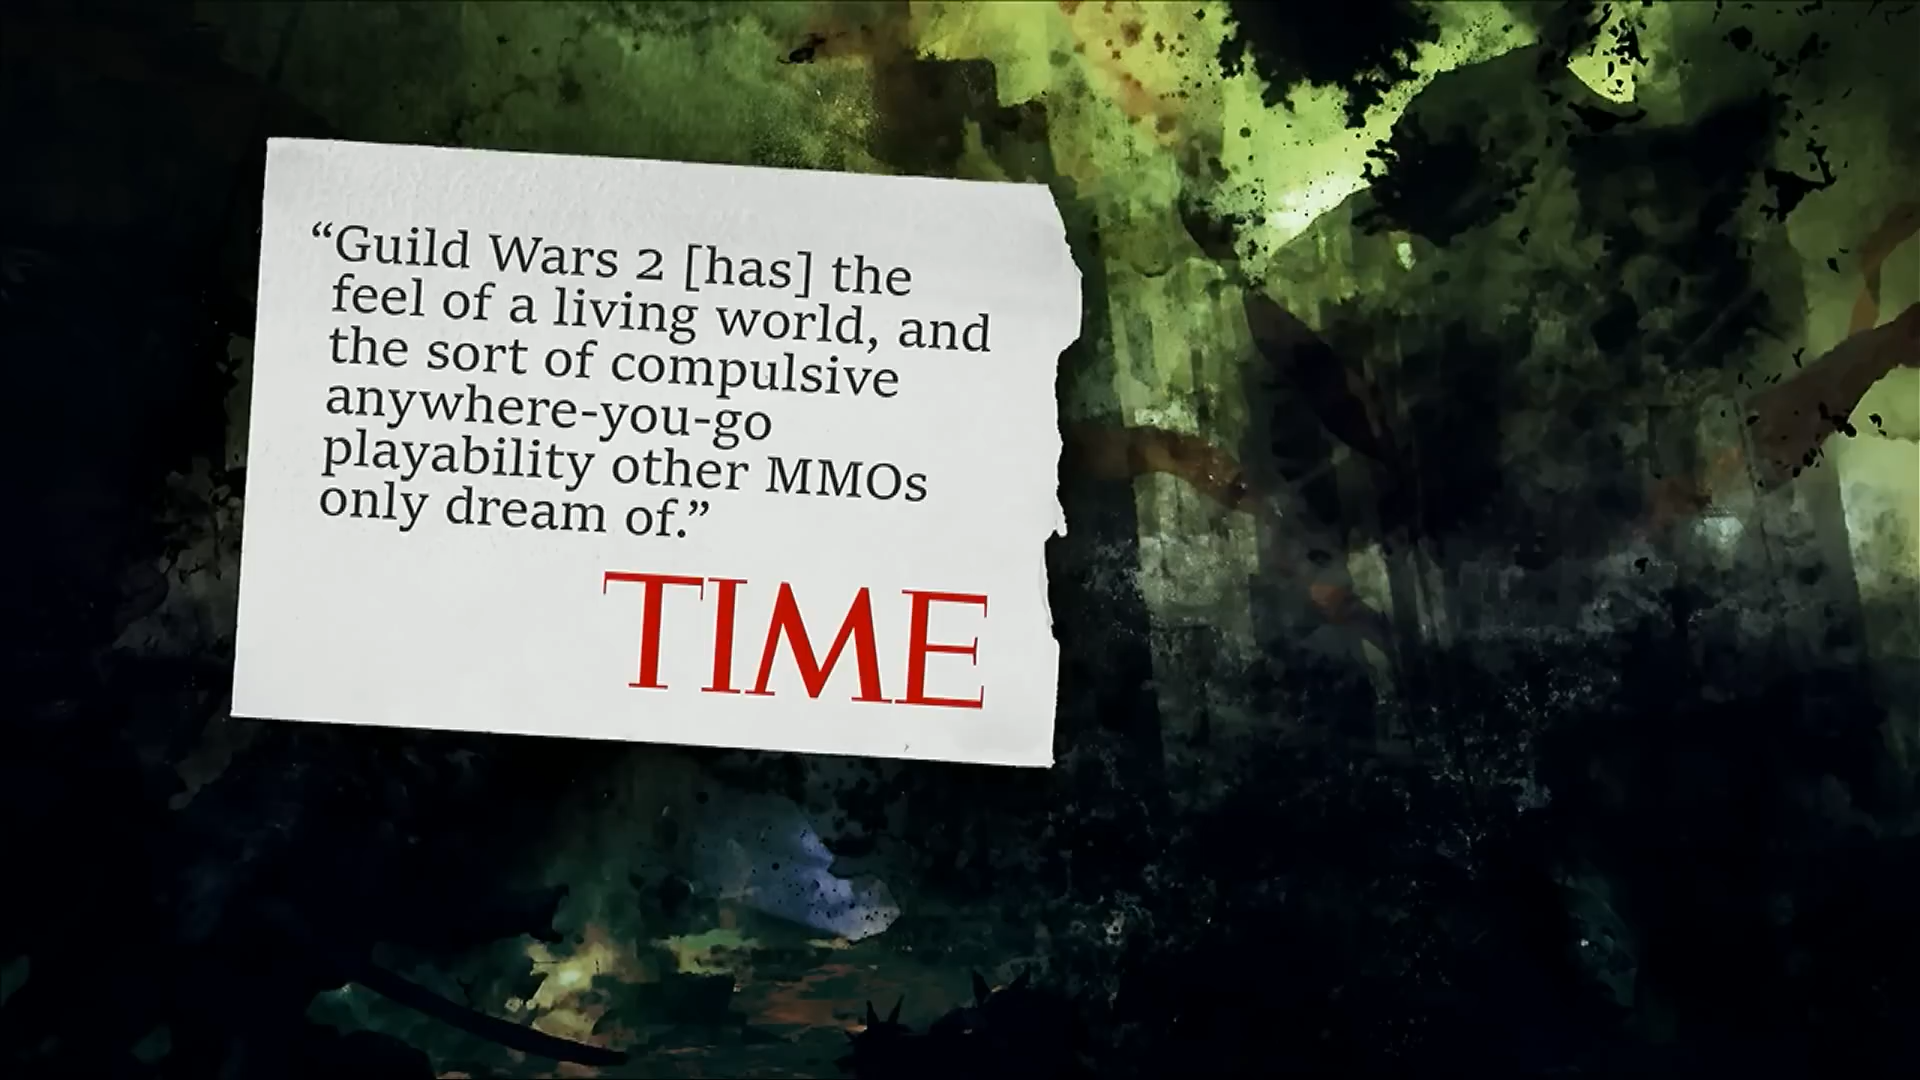 “Guild Wars 2 [has] the
feel of a living world, and
the sort of compulsive
anywhere-you-go
playability other MMOs
only dream of.”
TIME